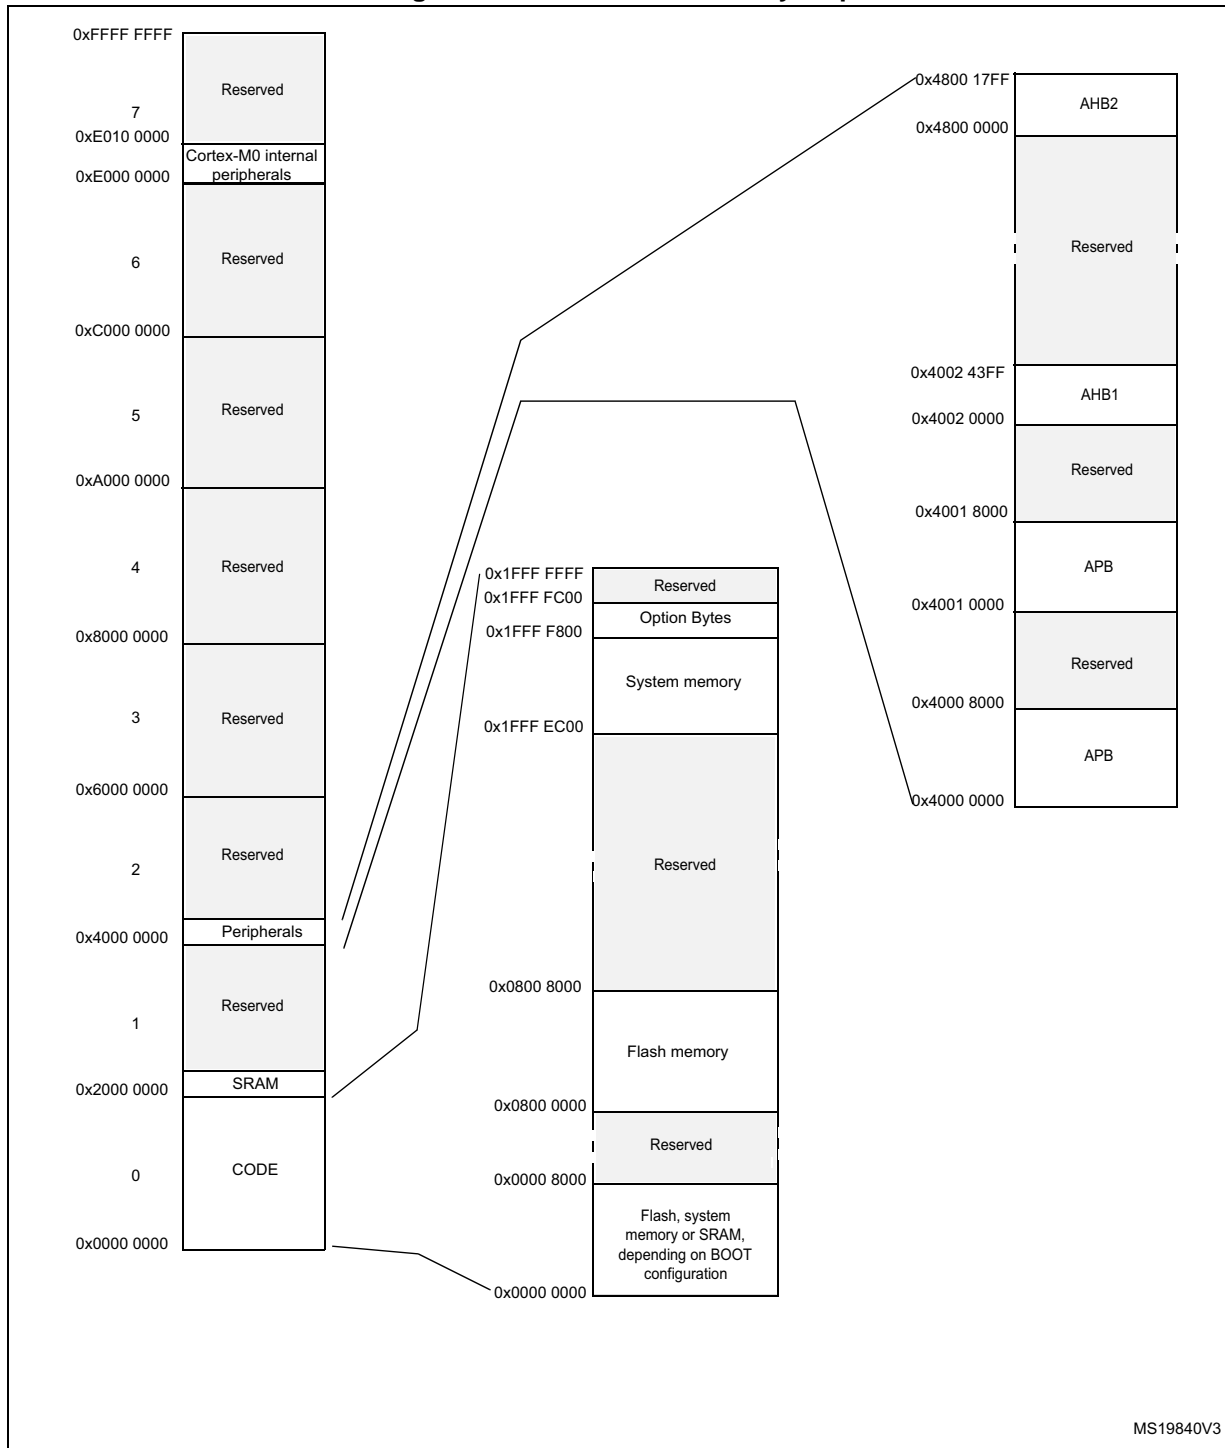 0xFFFF FFFF
Reserved
7
0xE010 0000
Cortex-M0 internal
peripherals
0xE000 0000
Reserved
6
0xC000 0000
Reserved
5
0xA000 0000
Reserved
4
0x8000 0000
Reserved
3
0x6000 0000
Reserved
2
Peripherals
0x4000 0000
Reserved
1
SRAM
0x2000 0000
CODE
0
0x0000 0000
0x1FFF FFFF
Reserved
0x1FFF FC00
Option Bytes
0x1FFF F800
System memory
0x1FFF EC00
Reserved
0x0800 8000
Flash memory
0x0800 0000
Reserved
0x0000 8000
Flash, system
memory or SRAM,
depending on BOOT
configuration
0x0000 0000
0x4800 17FF
AHB2
0x4800 0000
Reserved
0x4002 43FF
AHB1
0x4002 0000
Reserved
0x4001 8000
APB
0x4001 0000
Reserved
0x4000 8000
APB
0x4000 0000
MS19840V3